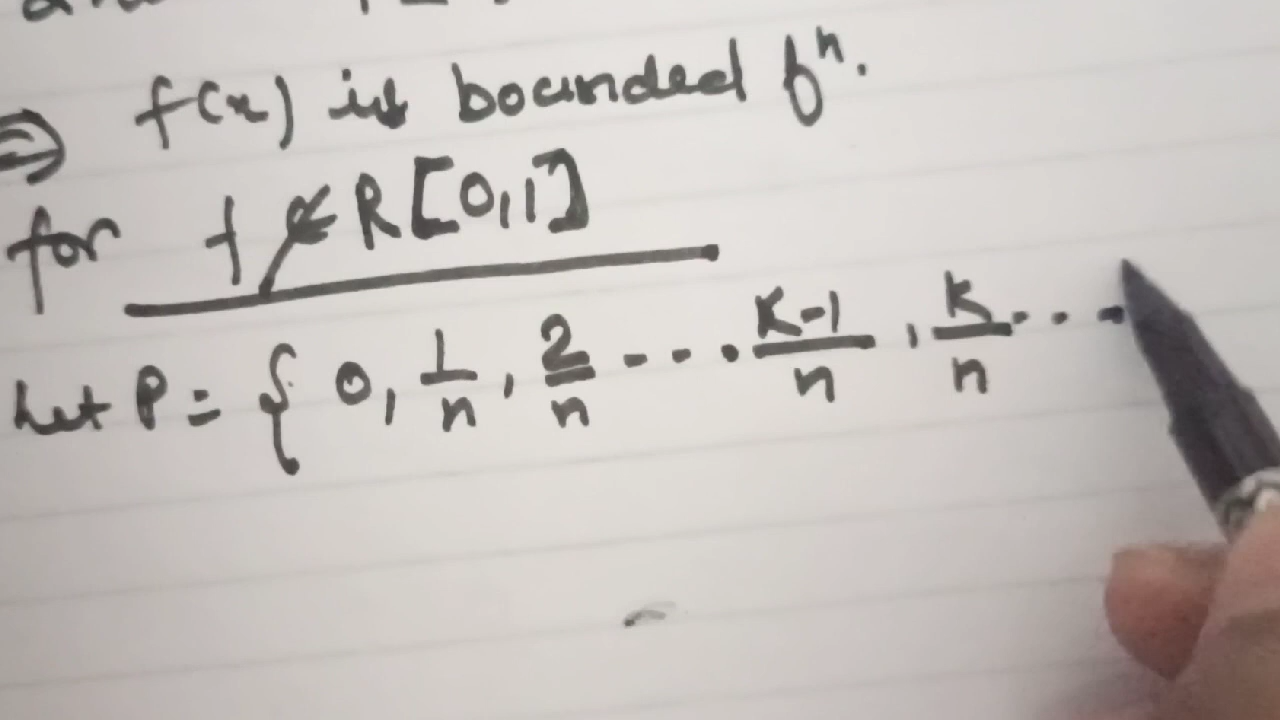 ⇒ f(x) is bounded fⁿ.
for f ∉ R[0,1]
Let P = { 0, 1/n, 2/n ... K-1/n, K/n ...